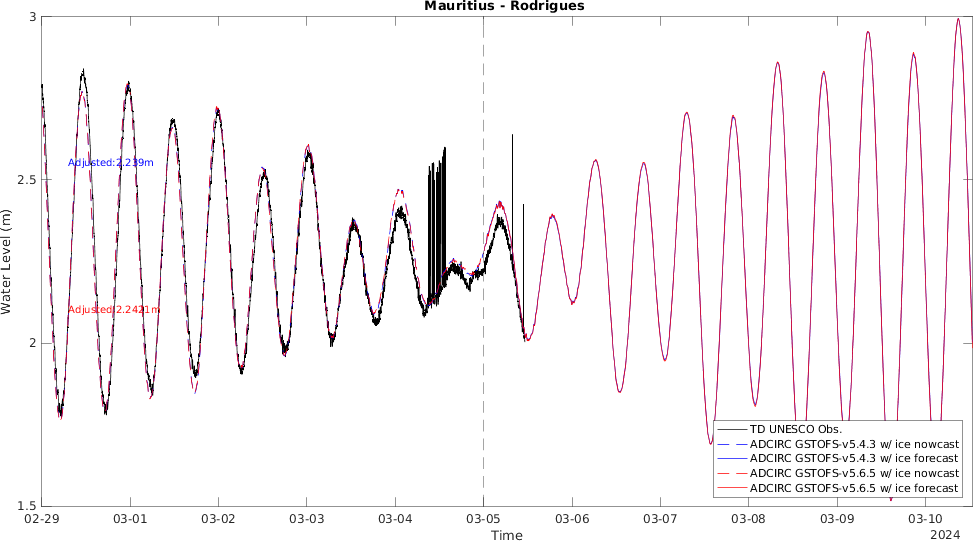 Mauritius - Rodrigues
3
2.5
2
1.5
Water Level (m)
Adjusted:2.239m
Adjusted:2.2421m
TD UNESCO Obs.
ADCIRC GSTOFS-v5.4.3 w/ ice nowcast
ADCIRC GSTOFS-v5.4.3 w/ ice forecast
ADCIRC GSTOFS-v5.6.5 w/ ice nowcast
ADCIRC GSTOFS-v5.6.5 w/ ice forecast
02-29 03-01 03-02 03-03 03-04 03-05 03-06 03-07 03-08 03-09 03-10
Time
2024